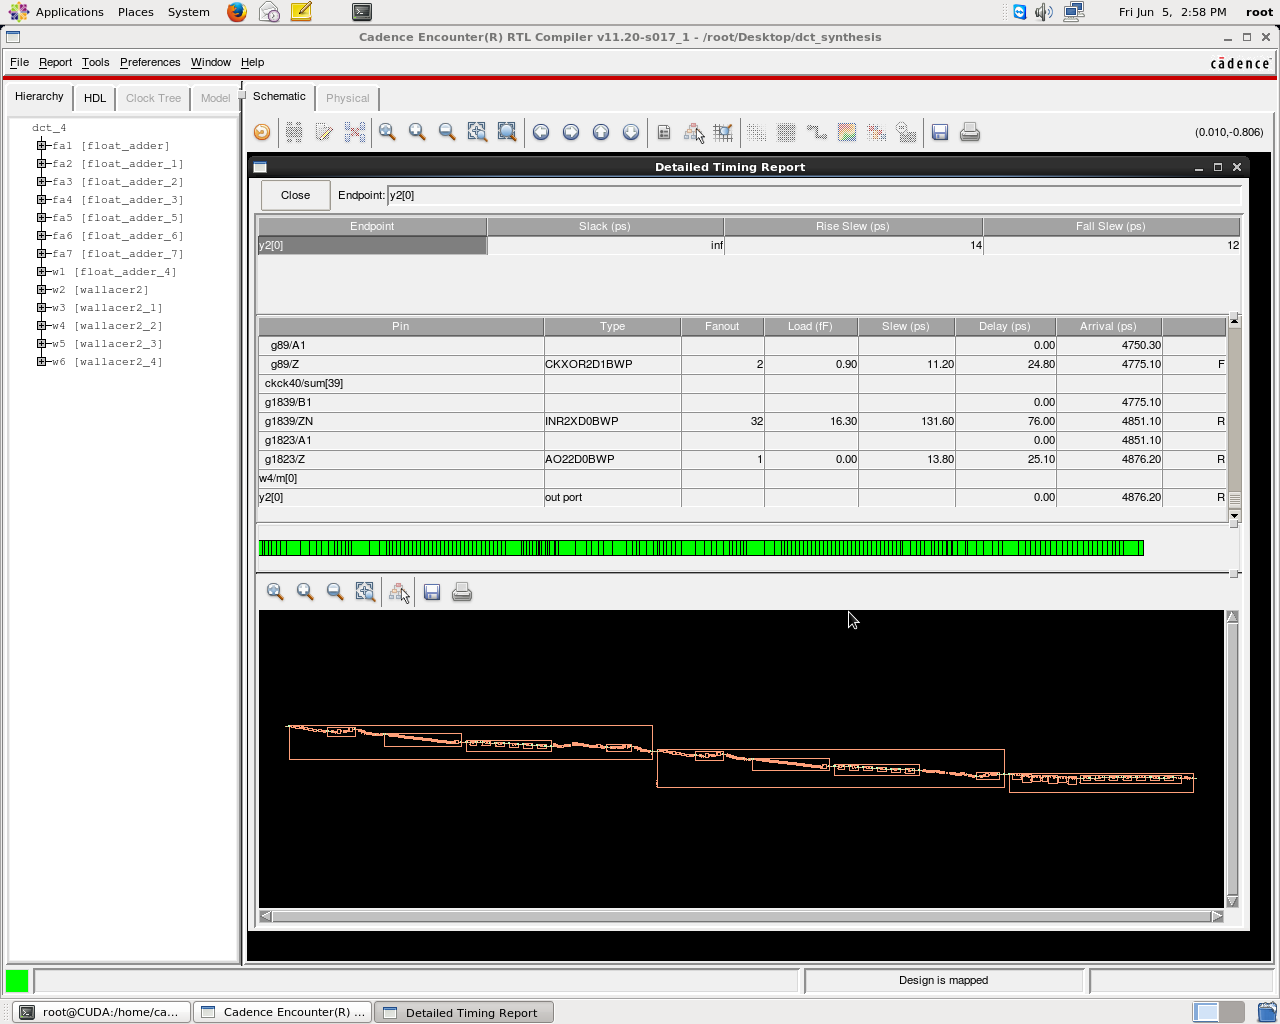 Applications Places System Fri Jun 5, 2:58 PM root
Cadence Encounter(R) RTL Compiler v11.20-s017_1 - /root/Desktop/dct_synthesis
File Report Tools Preferences Window Help cādence
Hierarchy HDL Clock Tree Model Schematic Physical
(0.010,-0.806)
dct_4
fa1 [float_adder]
fa2 [float_adder_1]
fa3 [float_adder_2]
fa4 [float_adder_3]
fa5 [float_adder_5]
fa6 [float_adder_6]
fa7 [float_adder_7]
w1 [float_adder_4]
w2 [wallacer2]
w3 [wallacer2_1]
w4 [wallacer2_2]
w5 [wallacer2_3]
w6 [wallacer2_4]
Detailed Timing Report
Close Endpoint: y2[0]
Endpoint Slack (ps) Rise Slew (ps) Fall Slew (ps)
y2[0] inf 14 12
Pin Type Fanout Load (fF) Slew (ps) Delay (ps) Arrival (ps)
g89/A1 0.00 4750.30
g89/Z CKXOR2D1BWP 2 0.90 11.20 24.80 4775.10 F
ckck40/sum[39]
g1839/B1 0.00 4775.10
g1839/ZN INR2XD0BWP 32 16.30 131.60 76.00 4851.10 R
g1823/A1 0.00 4851.10
g1823/Z AO22D0BWP 1 0.00 13.80 25.10 4876.20 R
w4/m[0]
y2[0] out port 0.00 4876.20 R
Design is mapped
root@CUDA:/home/ca... Cadence Encounter(R) ... Detailed Timing Report